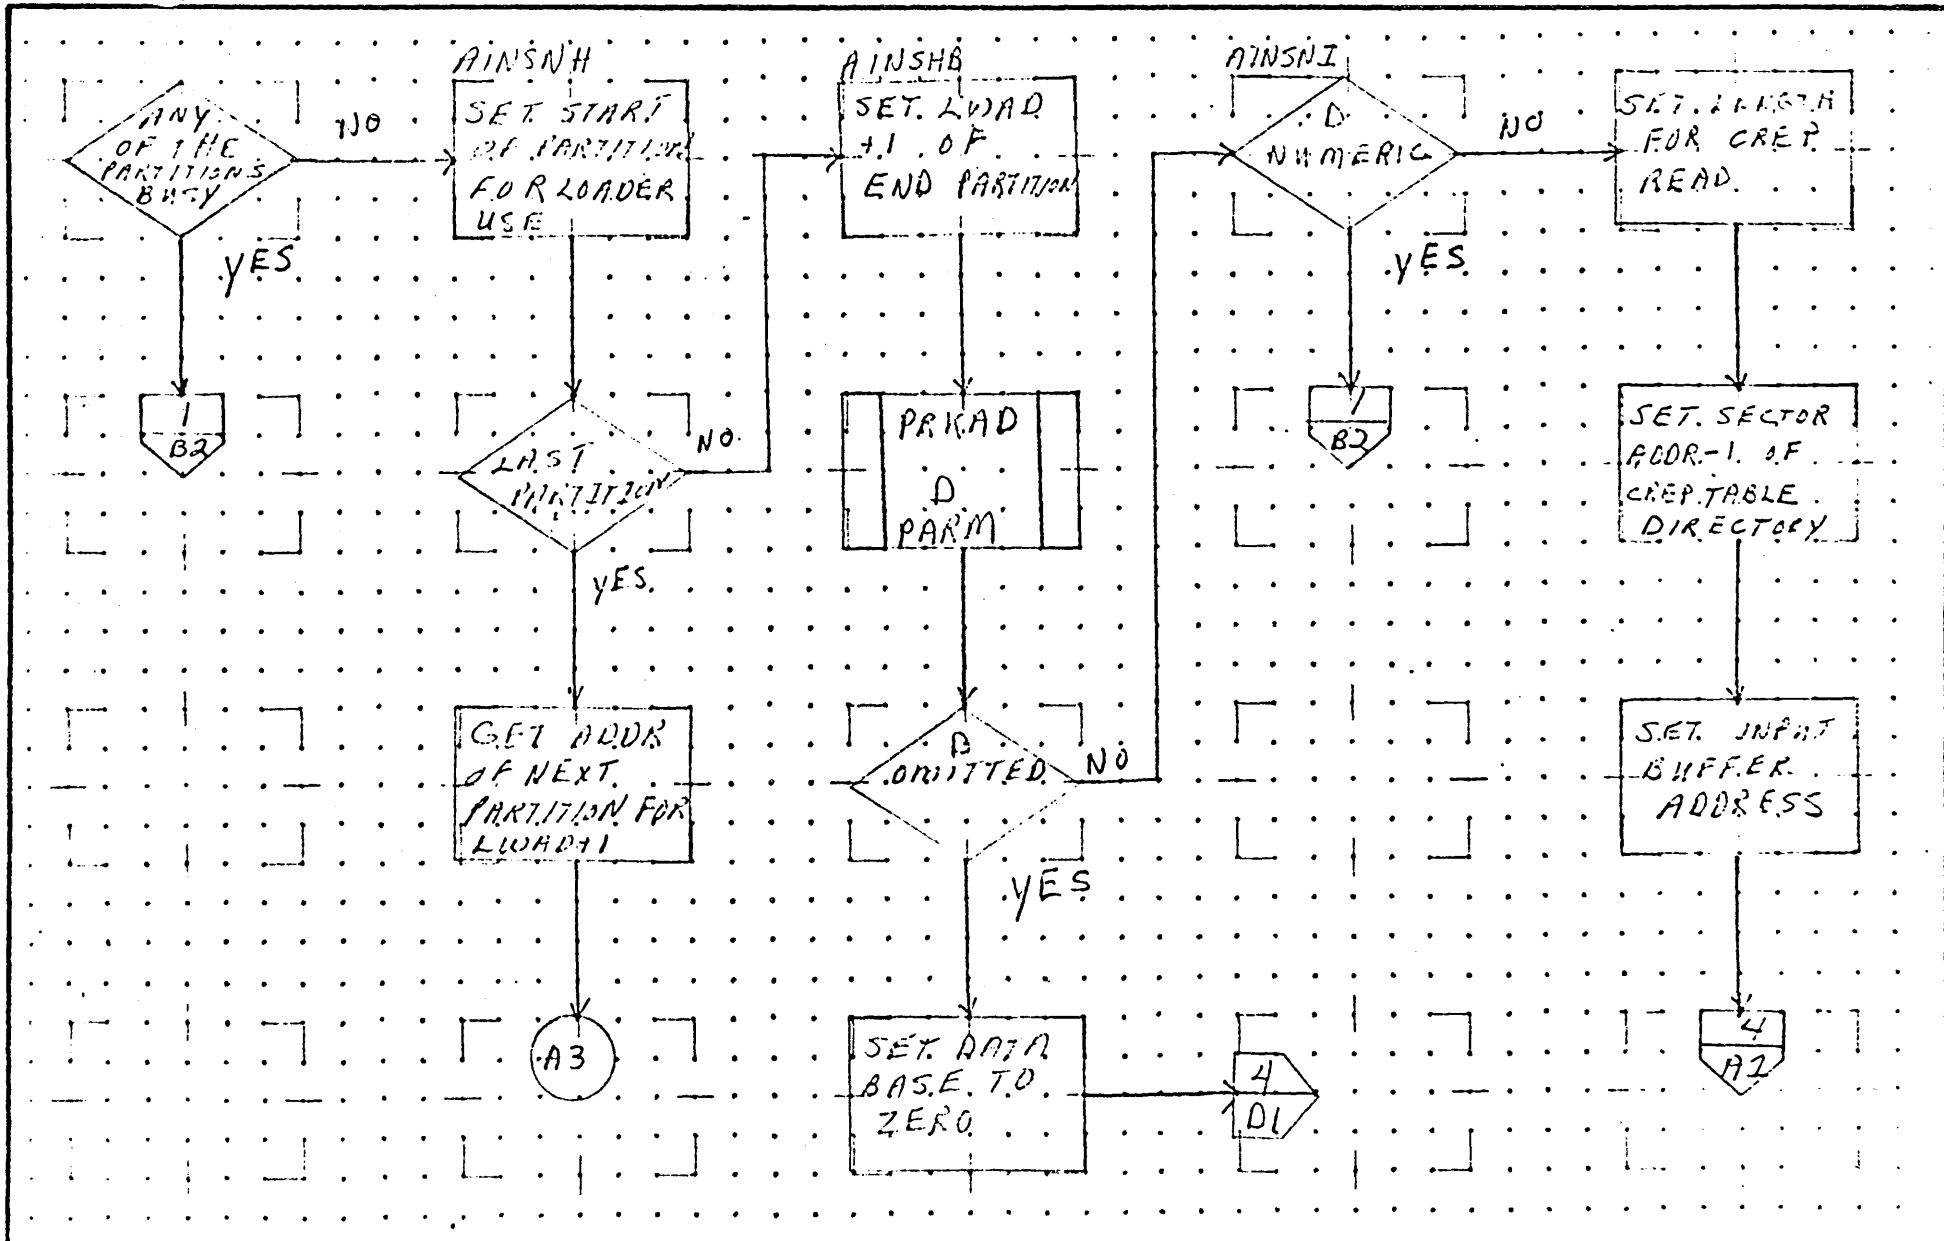 ANY
OF THE
PARTITIONS
BUSY
NO
YES
1
B2
AINSNH
SET START
OF PARTITION
FOR LOADER
USE
LAST
PARTITION
NO
YES
GET ADDR
OF NEXT
PARTITION FOR
LWAD+1
A3
AINSHB
SET LWAD
+1 OF
END PARTITION
PRKAD
D
PARM
OMITTED
NO
YES
SET DATA
BASE TO
ZERO
4
D1
AINSNI
D
NUMERIC
NO
YES
1
B2
SET LENGTH
FOR CREP
READ
SET SECTOR
ADDR-1 OF
CREP TABLE
DIRECTORY
SET INPUT
BUFFER
ADDRESS
4